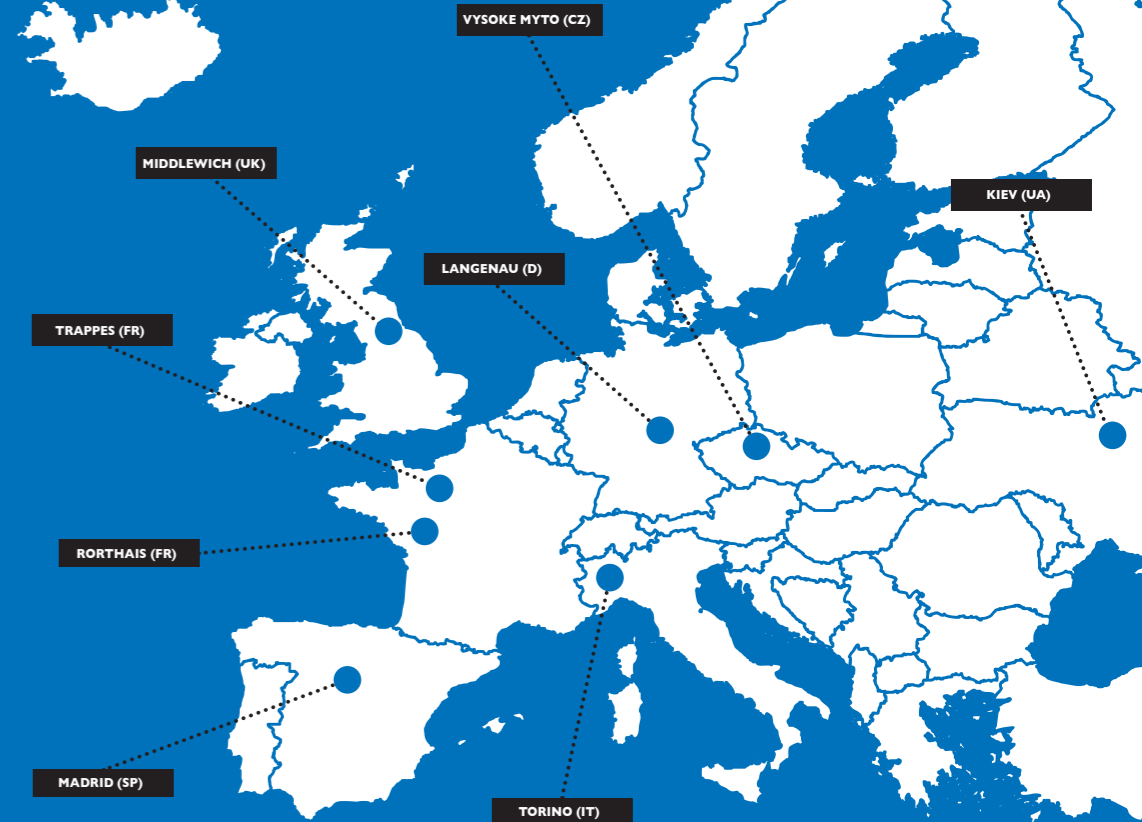 VYSOKE MYTO (CZ)
MIDDLEWICH (UK)
KIEV (UA)
LANGENAU (D)
TRAPPES (FR)
RORTHAIS (FR)
MADRID (SP)
TORINO (IT)